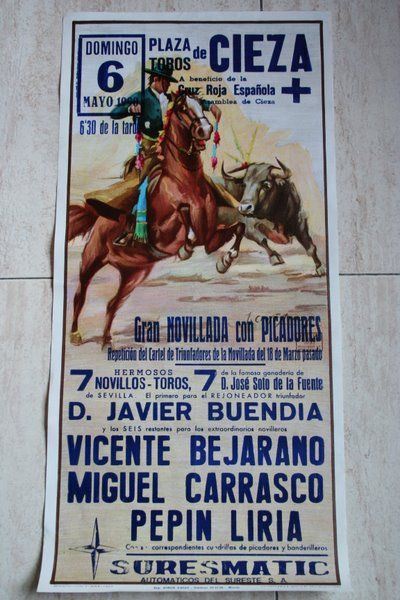 DOMINGO
6
MAYO
6'30 de la tarde
PLAZA
TOROS
de CIEZA
A beneficio de la
Cruz Roja Española
Asamblea de Cieza
Gran NOVILLADA con PICADORES
Repetición del Cartel de Triunfadores de la Novillada del 18 de Marzo pasado
7 HERMOSOS
NOVILLOS-TOROS, 7
de la famosa ganadería de
D. José Soto de la Fuente
de SEVILLA. El primero para el REJONEADOR triunfador
D. JAVIER BUENDIA
y los SEIS restantes para los extraordinarios novilleros
VICENTE BEJARANO
MIGUEL CARRASCO
PEPIN LIRIA
correspondientes cuadrillas de picadores y banderilleros
SURESMATIC
AUTOMATICOS DEL SURESTE S. A.